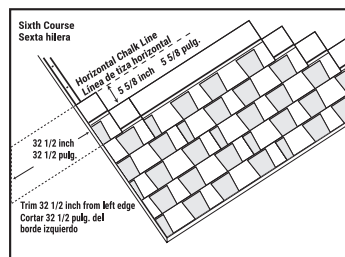 Sixth Course
Sexta hilera
Horizontal Chalk Line
Línea de tiza horizontal
5 5/8 inch 5 5/8 pulg.
32 1/2 inch
32 1/2 pulg.
Trim 32 1/2 inch from left edge
Cortar 32 1/2 pulg. del
borde izquierdo